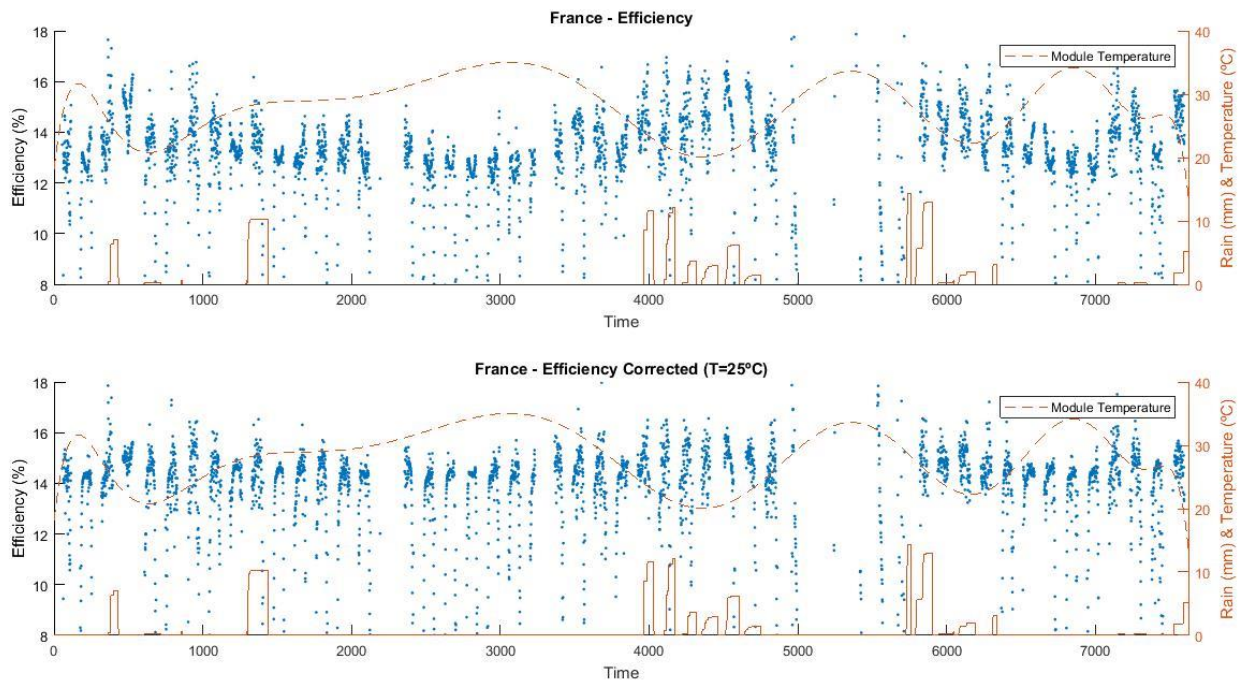 France - Efficiency
18
16
14
12
10
8
Efficiency (%)
40
30
20
10
0
Rain (mm) & Temperature (ºC)
Module Temperature
0 1000 2000 3000 4000 5000 6000 7000
Time
France - Efficiency Corrected (T=25ºC)
18
16
14
12
10
8
Efficiency (%)
40
30
20
10
0
Rain (mm) & Temperature (ºC)
Module Temperature
0 1000 2000 3000 4000 5000 6000 7000
Time